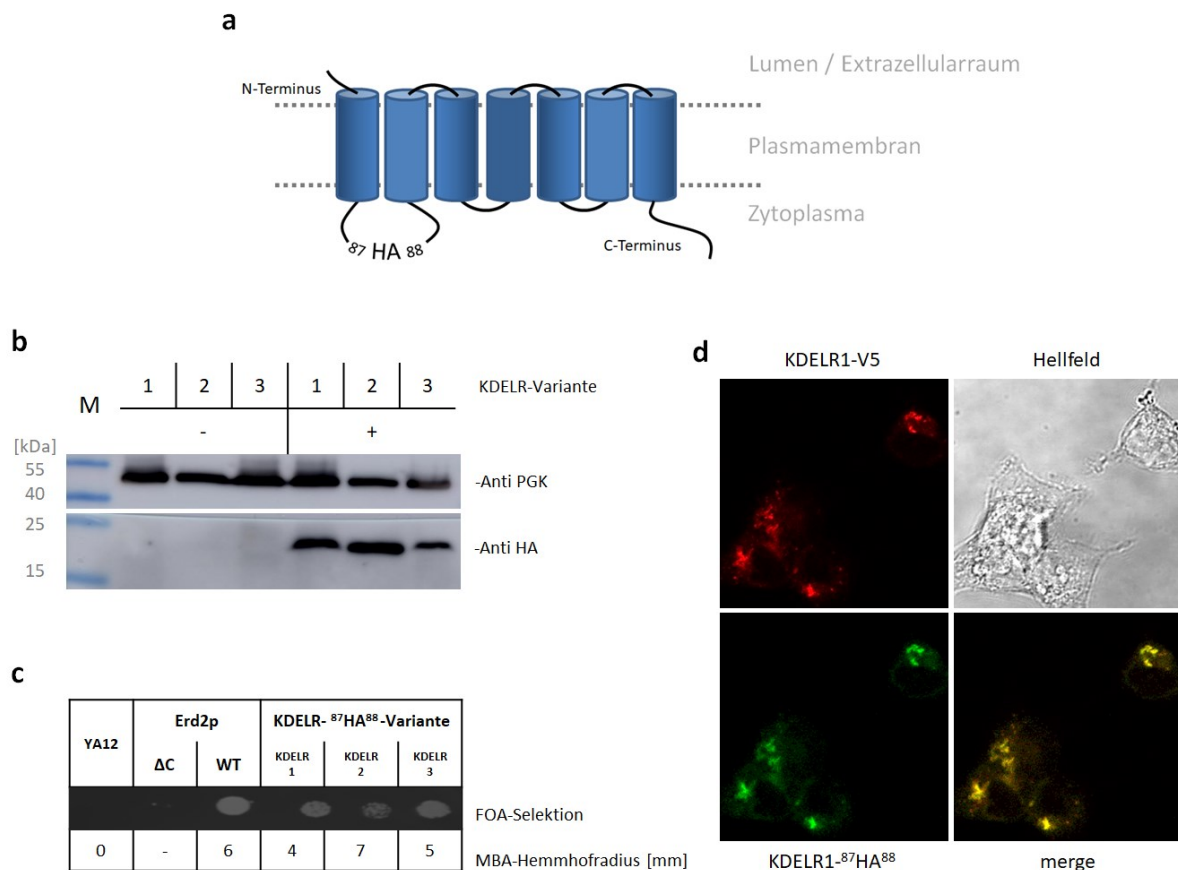 a
Lumen / Extrazellularraum
N-Terminus
Plasmamembran
Zytoplasma
87 HA 88
C-Terminus
b
M 1 2 3 1 2 3 KDELR-Variante
- +
[kDa]
55
40
-Anti PGK
25
15
-Anti HA
c
YA12 Erd2p KDELR- ⁸⁷HA⁸⁸-Variante
ΔC WT KDELR 1 KDELR 2 KDELR 3
FOA-Selektion
0 - 6 4 7 5 MBA-Hemmhofradius [mm]
d
KDELR1-V5 Hellfeld
KDELR1-⁸⁷HA⁸⁸ merge